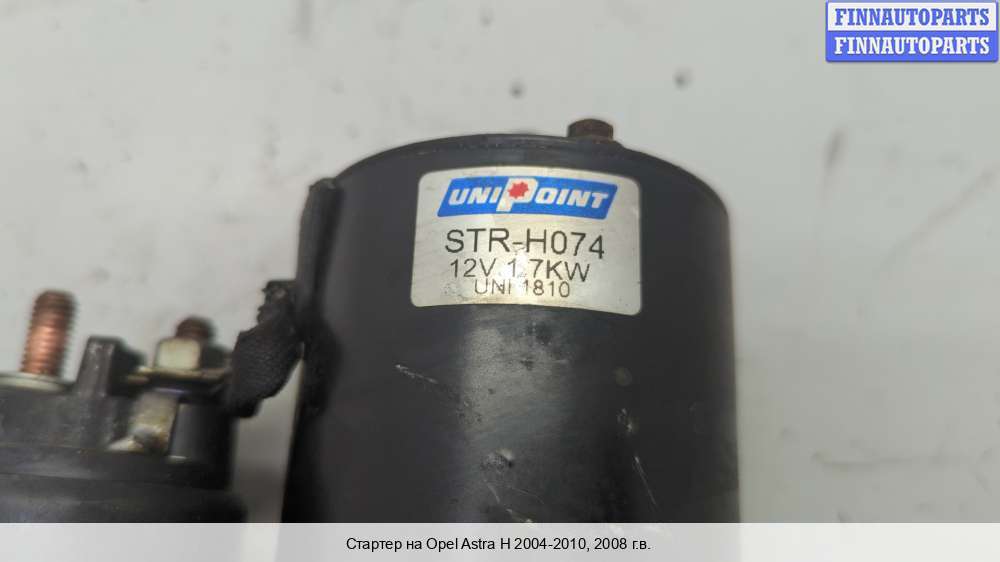 FINNAUTOPARTS
FINNAUTOPARTS
UNIPOINT
STR-H074
12V 1.7KW
UNI 1810
Стартер на Opel Astra H 2004-2010, 2008 г.в.